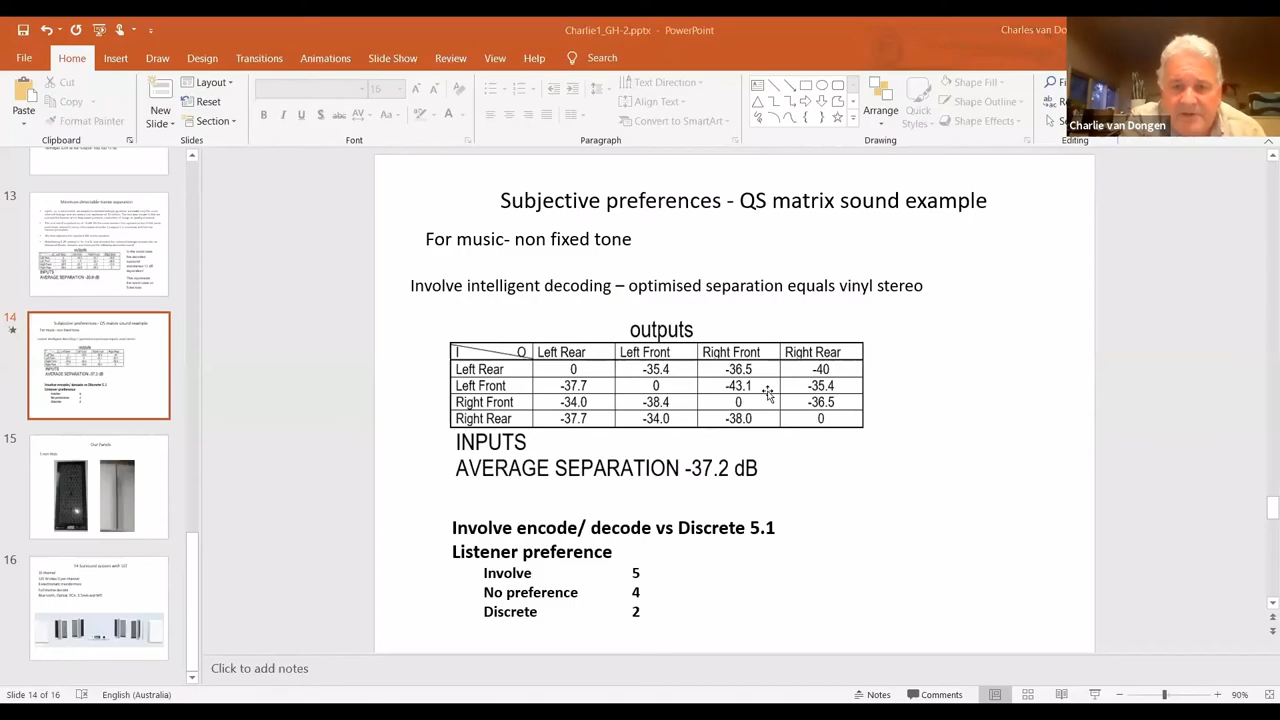 Charlie1_GH-2.pptx - PowerPoint
Charles van Do
File Home Insert Draw Design Transitions Animations Slide Show Review View Help Search
Paste
Cut
Copy
Format Painter
Clipboard
New
Slide
Layout
Reset
Section
Slides
16
Font
Paragraph
Text Direction
Align Text
Convert to SmartArt
Arrange
Quick
Styles
Shape Fill
Shape Outline
Shape Effects
Drawing
Editing
Charlie van Dongen
13
14
15
16
Subjective preferences - QS matrix sound example
For music- non fixed tone
Involve intelligent decoding – optimised separation equals vinyl stereo
outputs
I O Left Rear Left Front Right Front Right Rear
Left Rear 0 -35.4 -36.5 -40
Left Front -37.7 0 -43.1 -35.4
Right Front -34.0 -38.4 0 -36.5
Right Rear -37.7 -34.0 -38.0 0
INPUTS
AVERAGE SEPARATION -37.2 dB
Involve encode/ decode vs Discrete 5.1
Listener preference
Involve 5
No preference 4
Discrete 2
Click to add notes
Slide 14 of 16 English (Australia) Notes Comments 90%